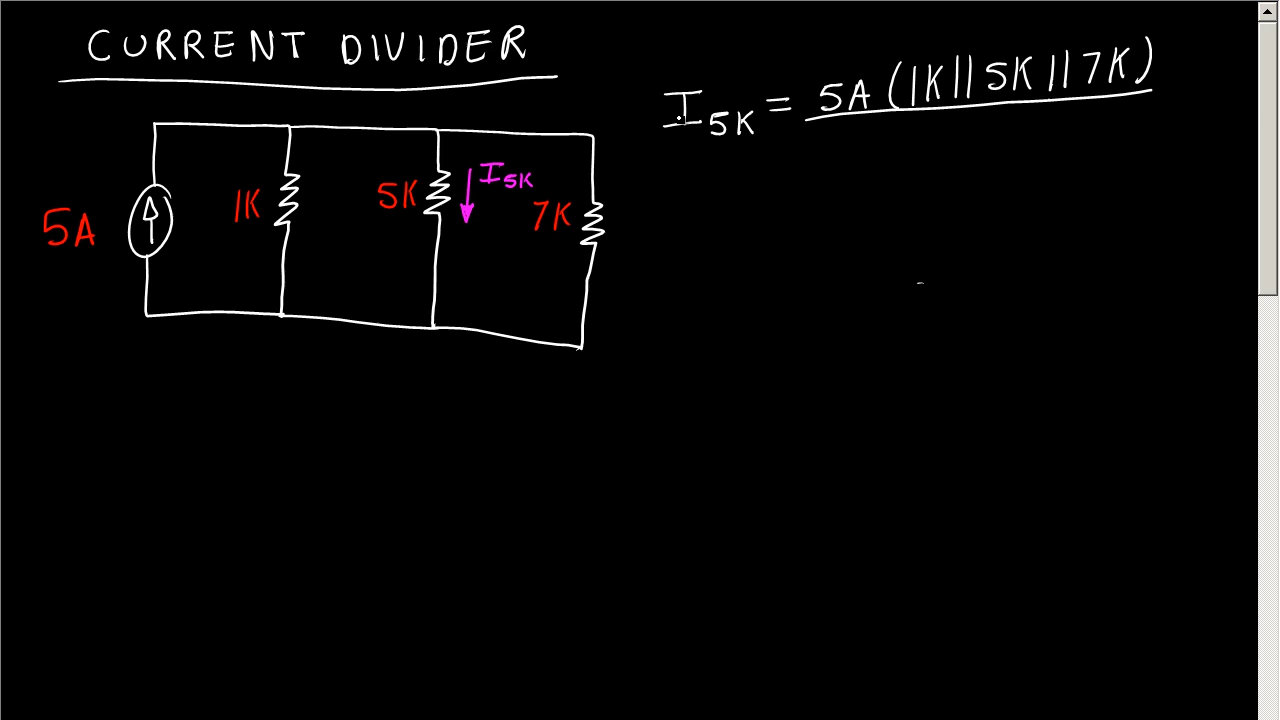 CURRENT DIVIDER
I5K = 5A (1K || 5K || 7K)
5A
1K
5K
I5K
7K